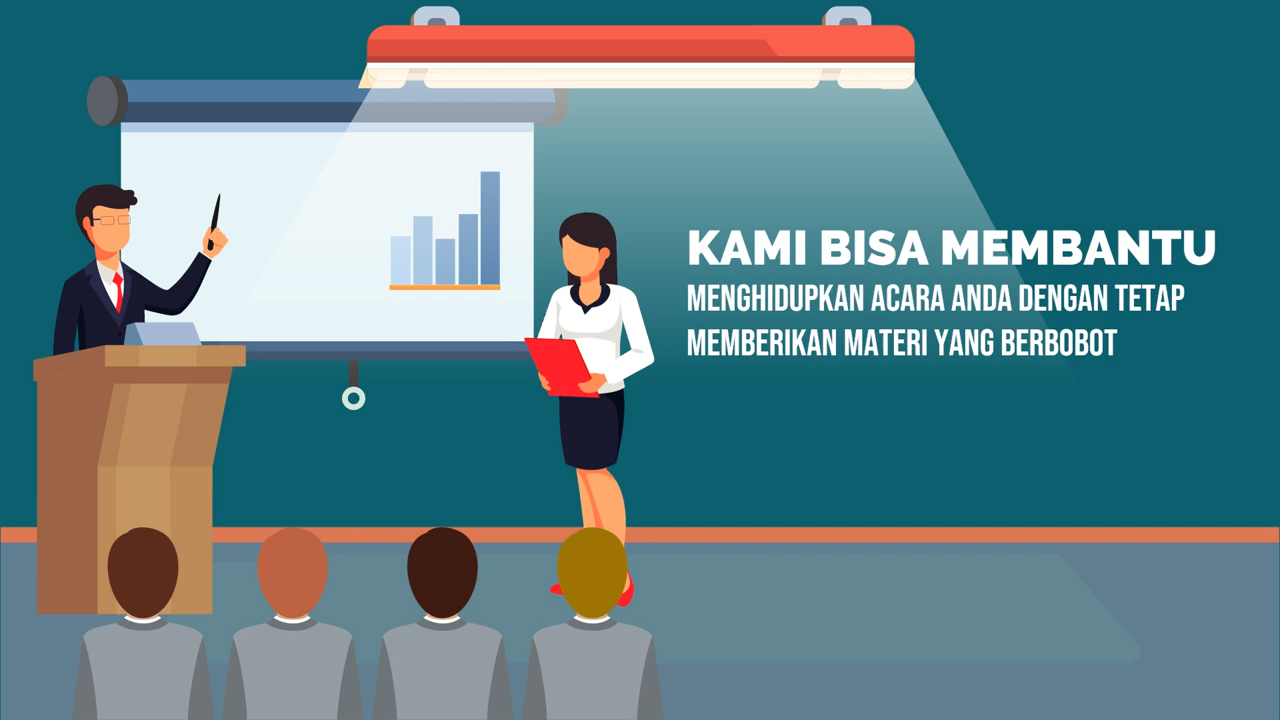 KAMI BISA MEMBANTU
MENGHIDUPKAN ACARA ANDA DENGAN TETAP
MEMBERIKAN MATERI YANG BERBOBOT